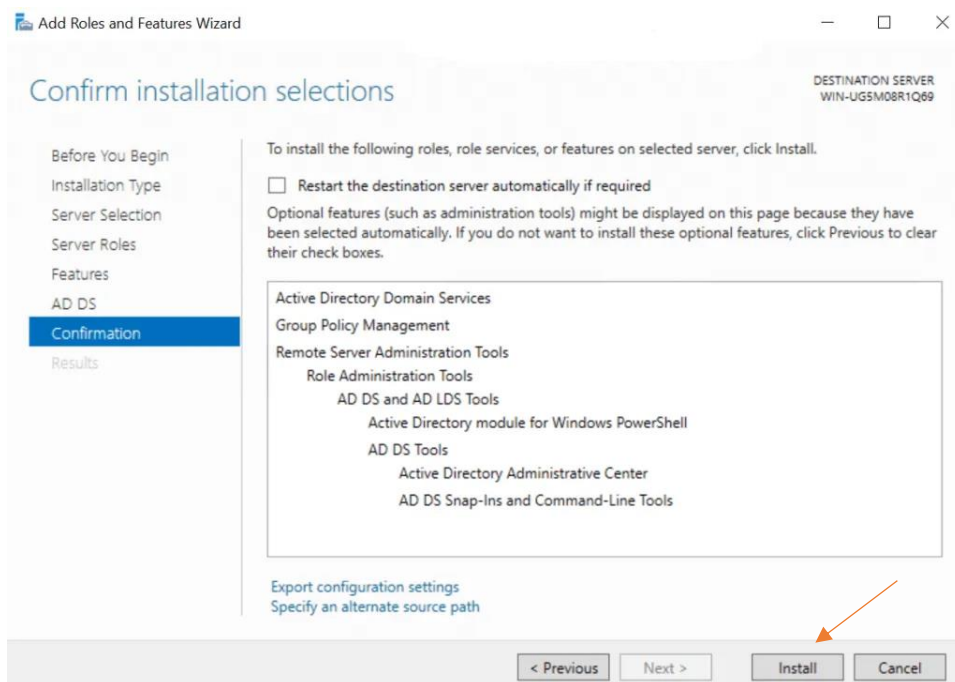 Add Roles and Features Wizard
Confirm installation selections
DESTINATION SERVER
WIN-UG5M08R1Q69
Before You Begin
Installation Type
Server Selection
Server Roles
Features
AD DS
Confirmation
Results
To install the following roles, role services, or features on selected server, click Install.
Restart the destination server automatically if required
Optional features (such as administration tools) might be displayed on this page because they have
been selected automatically. If you do not want to install these optional features, click Previous to clear
their check boxes.
Active Directory Domain Services
Group Policy Management
Remote Server Administration Tools
Role Administration Tools
AD DS and AD LDS Tools
Active Directory module for Windows PowerShell
AD DS Tools
Active Directory Administrative Center
AD DS Snap-Ins and Command-Line Tools
Export configuration settings
Specify an alternate source path
< Previous
Next >
Install
Cancel